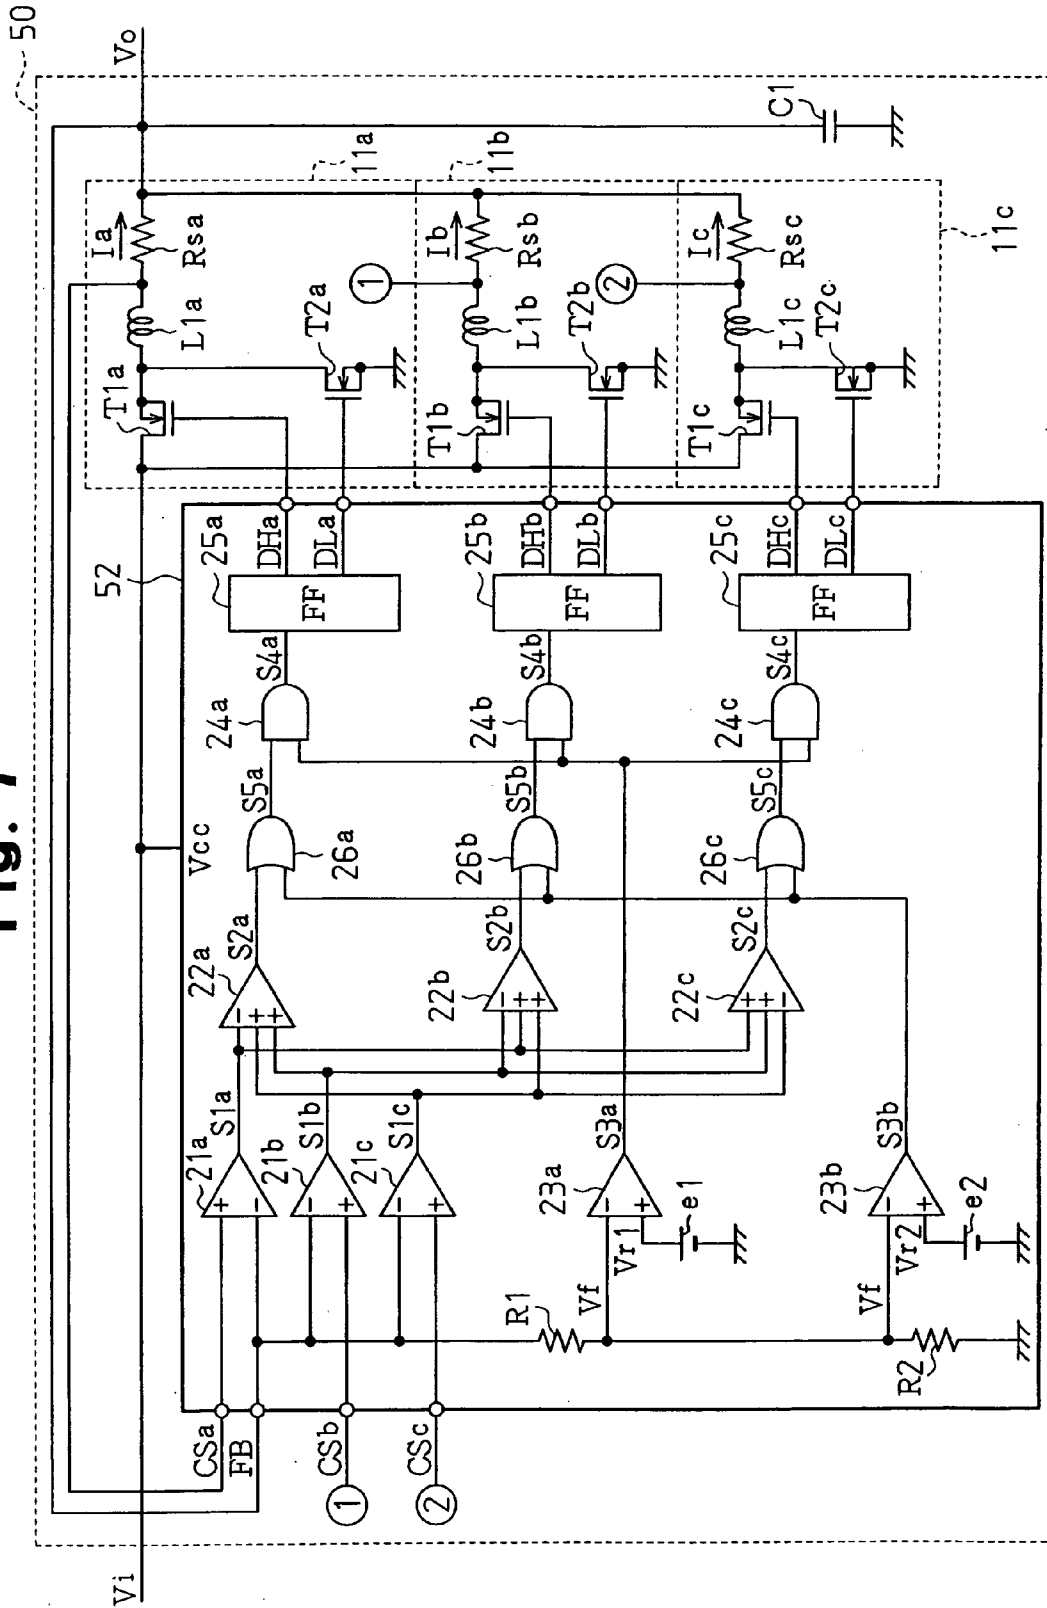 Fig. 7
50
Vi
Vo
52
Vcc
CSa
FB
CSb
CSc
1
2
21a
S1a
21b
S1b
21c
S1c
22a
S2a
22b
S2b
22c
S2c
26a
S5a
26b
S5b
26c
S5c
24a
S4a
24b
S4b
24c
S4c
25a
FF
25b
FF
25c
FF
DHa
DLa
DHb
DLb
DHc
DLc
R1
Vf
Vr1
e1
23a
S3a
R2
Vf
Vr2
e2
23b
S3b
T1a
L1a
Ia
Rsa
T2a
11a
T1b
L1b
1
Ib
Rsb
T2b
11b
T1c
L1c
2
Ic
Rsc
T2c
11c
C1